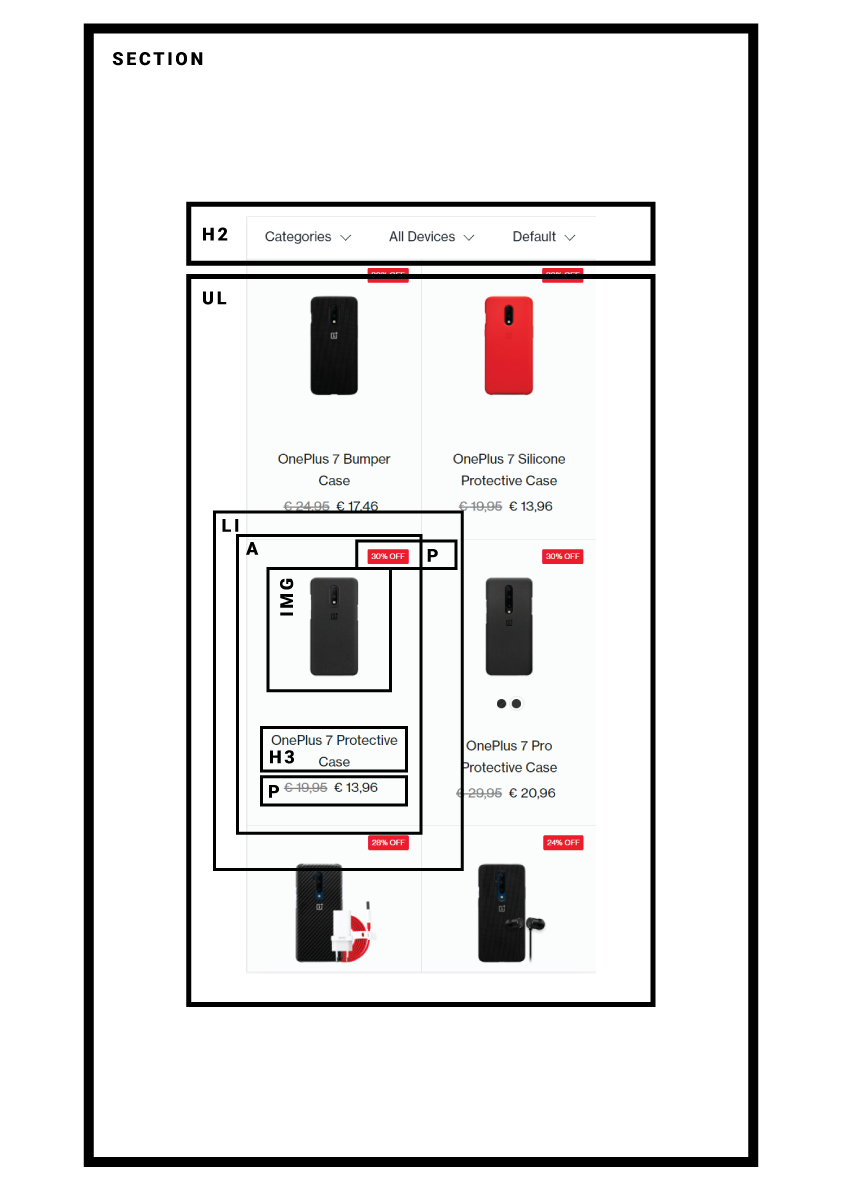 SECTION
H2
Categories All Devices Default
UL
OnePlus 7 Bumper
Case
€ 24,95 € 17,46
OnePlus 7 Silicone
Protective Case
€ 19,95 € 13,96
LI
A
30% OFF
P
IMG
OnePlus 7 Protective
H3 Case
P € 19,95 € 13,96
30% OFF
OnePlus 7 Pro
Protective Case
€ 29,95 € 20,96
28% OFF
24% OFF